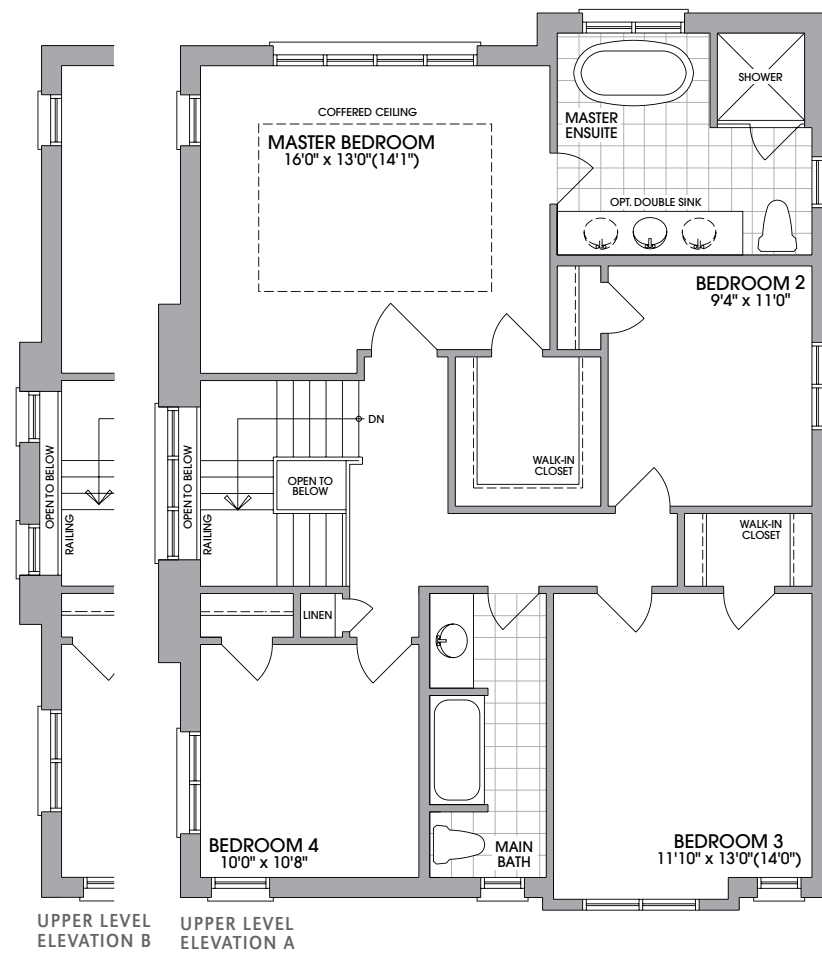 COFFERED CEILING
MASTER BEDROOM
16'0" x 13'0"(14'1")
SHOWER
MASTER
ENSUITE
OPT. DOUBLE SINK
BEDROOM 2
9'4" x 11'0"
DN
OPEN TO
BELOW
WALK-IN
CLOSET
OPEN TO BELOW
RAILING
OPEN TO BELOW
RAILING
WALK-IN
CLOSET
LINEN
BEDROOM 4
10'0" x 10'8"
MAIN
BATH
BEDROOM 3
11'10" x 13'0"(14'0")
UPPER LEVEL
ELEVATION B
UPPER LEVEL
ELEVATION A